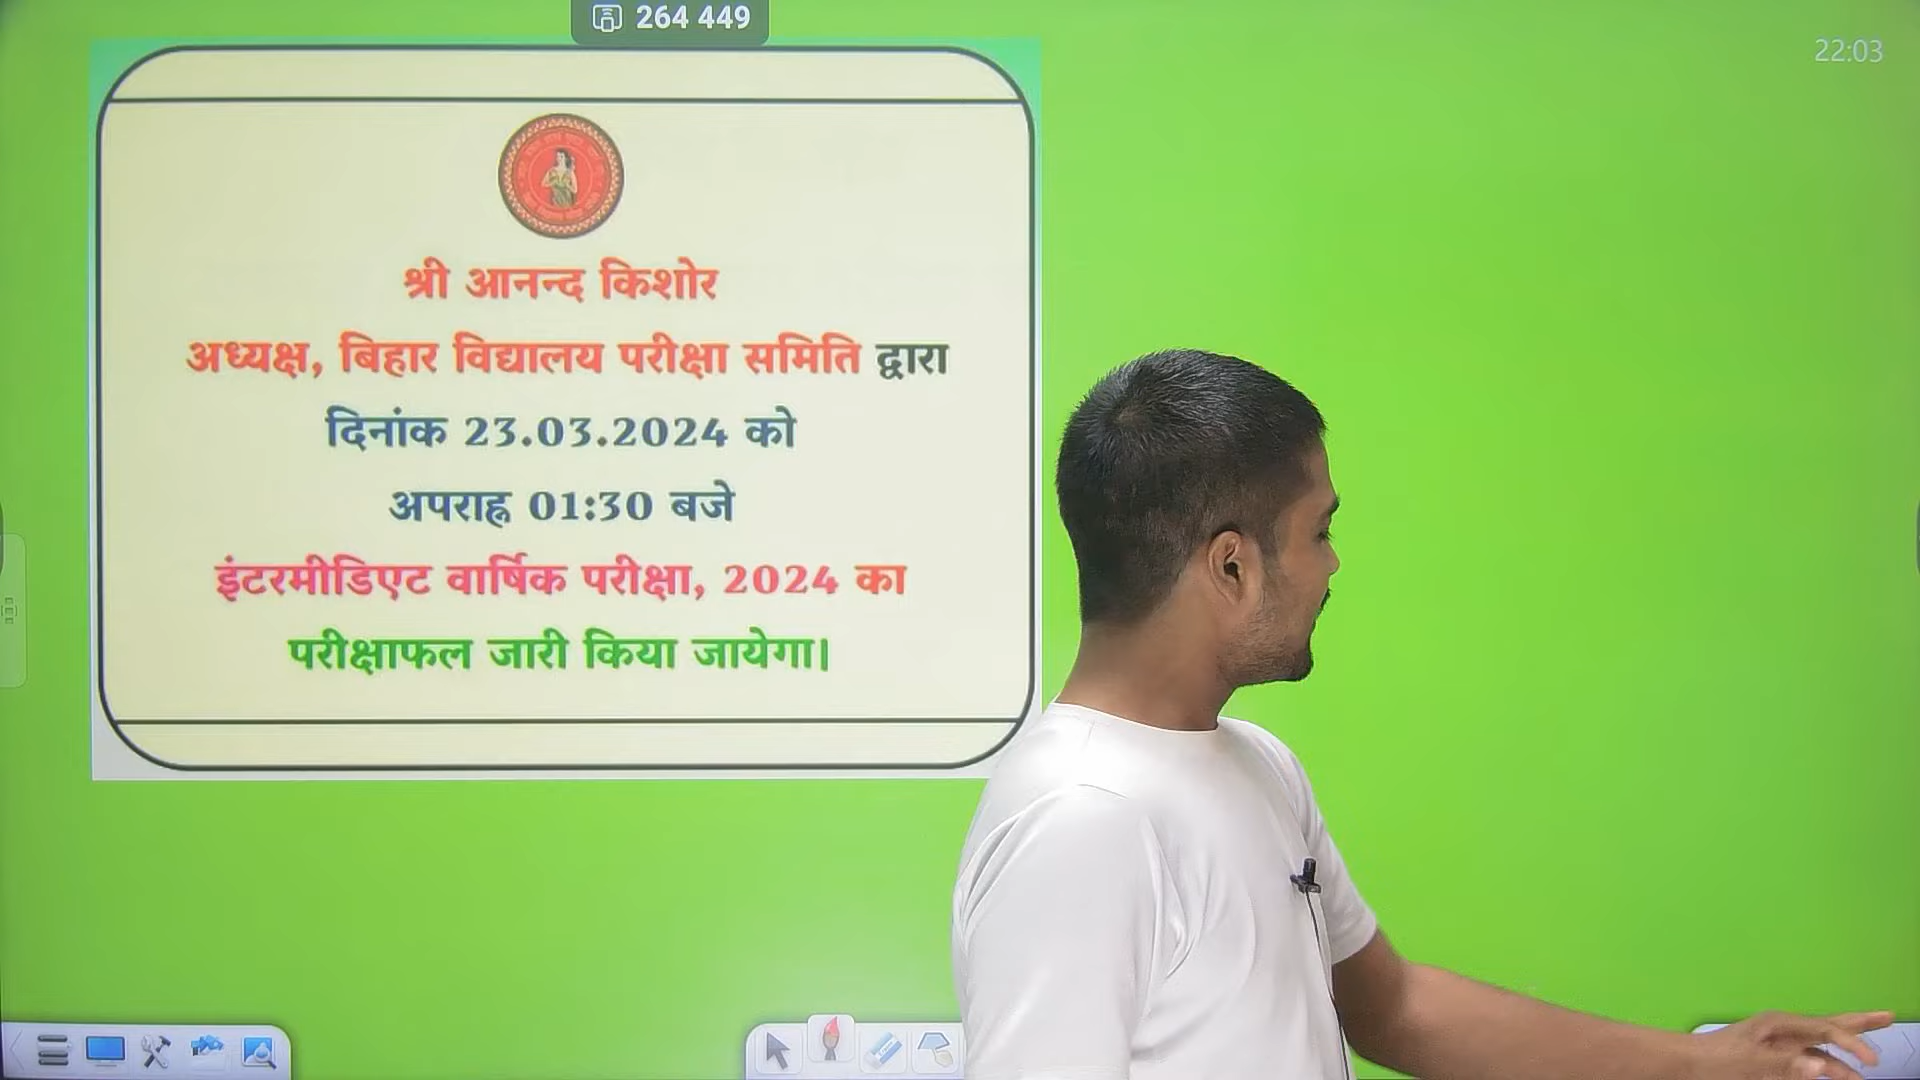 264 449
22:03
श्री आनन्द किशोर
अध्यक्ष, बिहार विद्यालय परीक्षा समिति द्वारा
दिनांक 23.03.2024 को
अपराह्न 01:30 बजे
इंटरमीडिएट वार्षिक परीक्षा, 2024 का
परीक्षाफल जारी किया जायेगा।